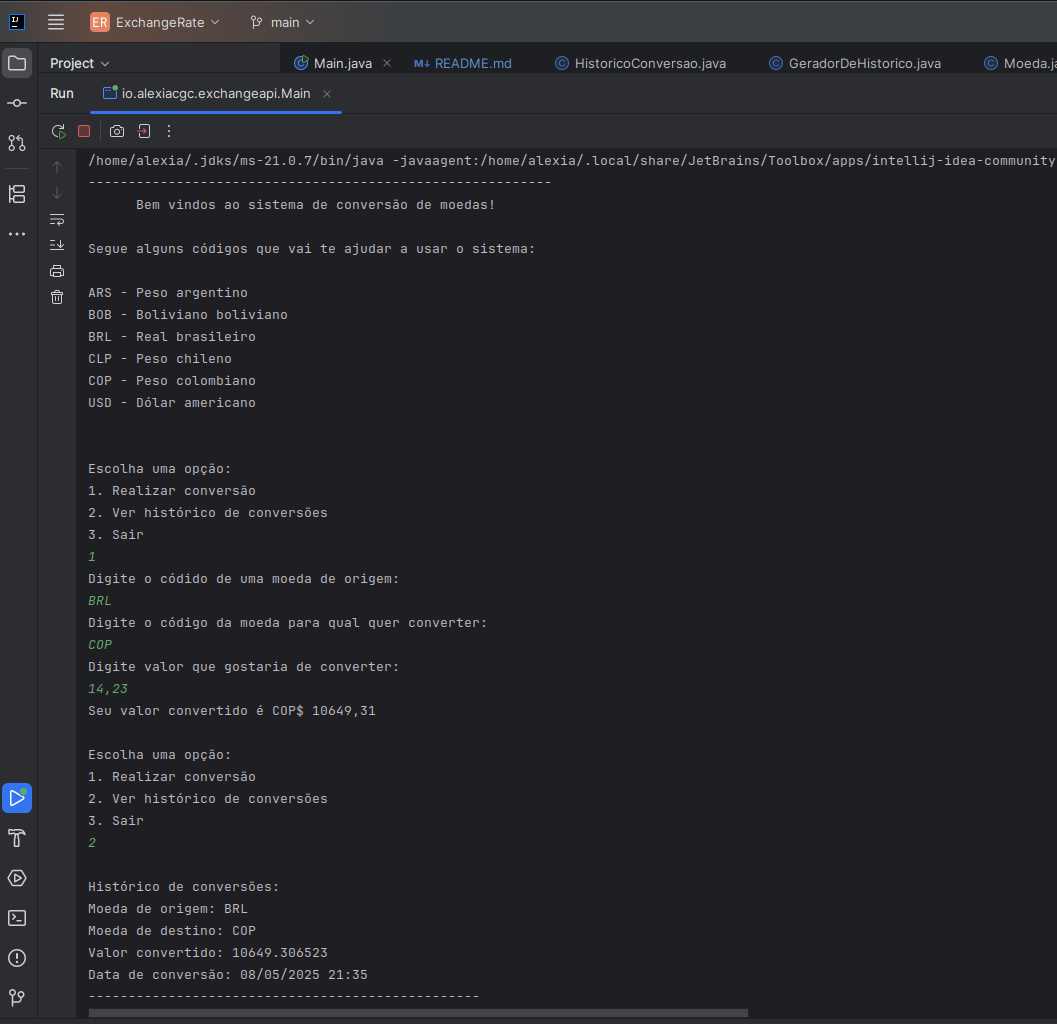 ER ExchangeRate main
Project Main.java README.md HistoricoConversao.java GeradorDeHistorico.java Moeda.ja
Run io.alexiacgc.exchangeapi.Main
/home/alexia/.jdks/ms-21.0.7/bin/java -javaagent:/home/alexia/.local/share/JetBrains/Toolbox/apps/intellij-idea-community
----------------------------------------------------------
Bem vindos ao sistema de conversão de moedas!
Segue alguns códigos que vai te ajudar a usar o sistema:
ARS - Peso argentino
BOB - Boliviano boliviano
BRL - Real brasileiro
CLP - Peso chileno
COP - Peso colombiano
USD - Dólar americano
Escolha uma opção:
1. Realizar conversão
2. Ver histórico de conversões
3. Sair
1
Digite o códido de uma moeda de origem:
BRL
Digite o código da moeda para qual quer converter:
COP
Digite valor que gostaria de converter:
14,23
Seu valor convertido é COP$ 10649,31
Escolha uma opção:
1. Realizar conversão
2. Ver histórico de conversões
3. Sair
2
Histórico de conversões:
Moeda de origem: BRL
Moeda de destino: COP
Valor convertido: 10649.306523
Data de conversão: 08/05/2025 21:35
-------------------------------------------------